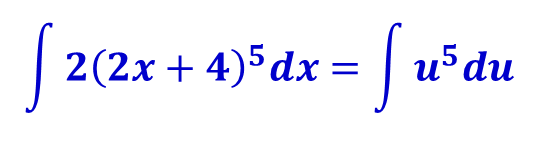 ∫ 2(2x + 4)⁵dx = ∫ u⁵du